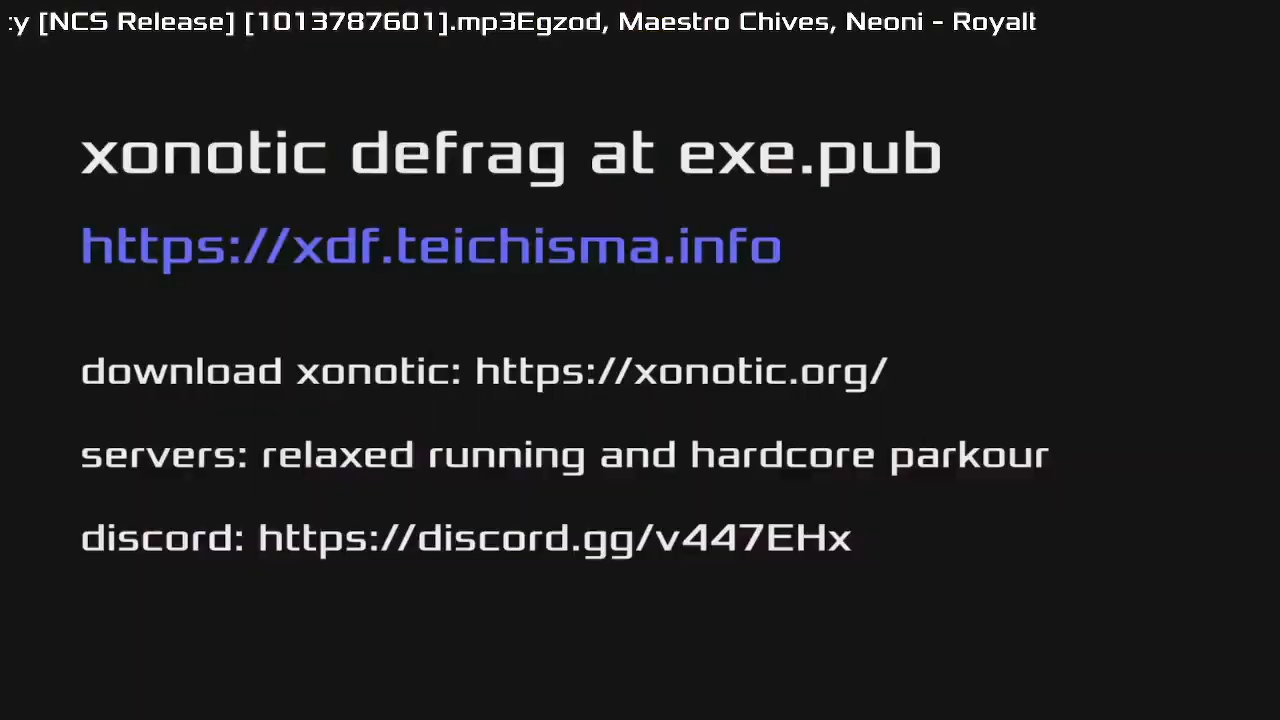 :y [NCS Release] [1013787601].mp3Egzod, Maestro Chives, Neoni - Royalt
xonotic defrag at exe.pub
https://xdf.teichisma.info
download xonotic: https://xonotic.org/
servers: relaxed running and hardcore parkour
discord: https://discord.gg/v447EHx